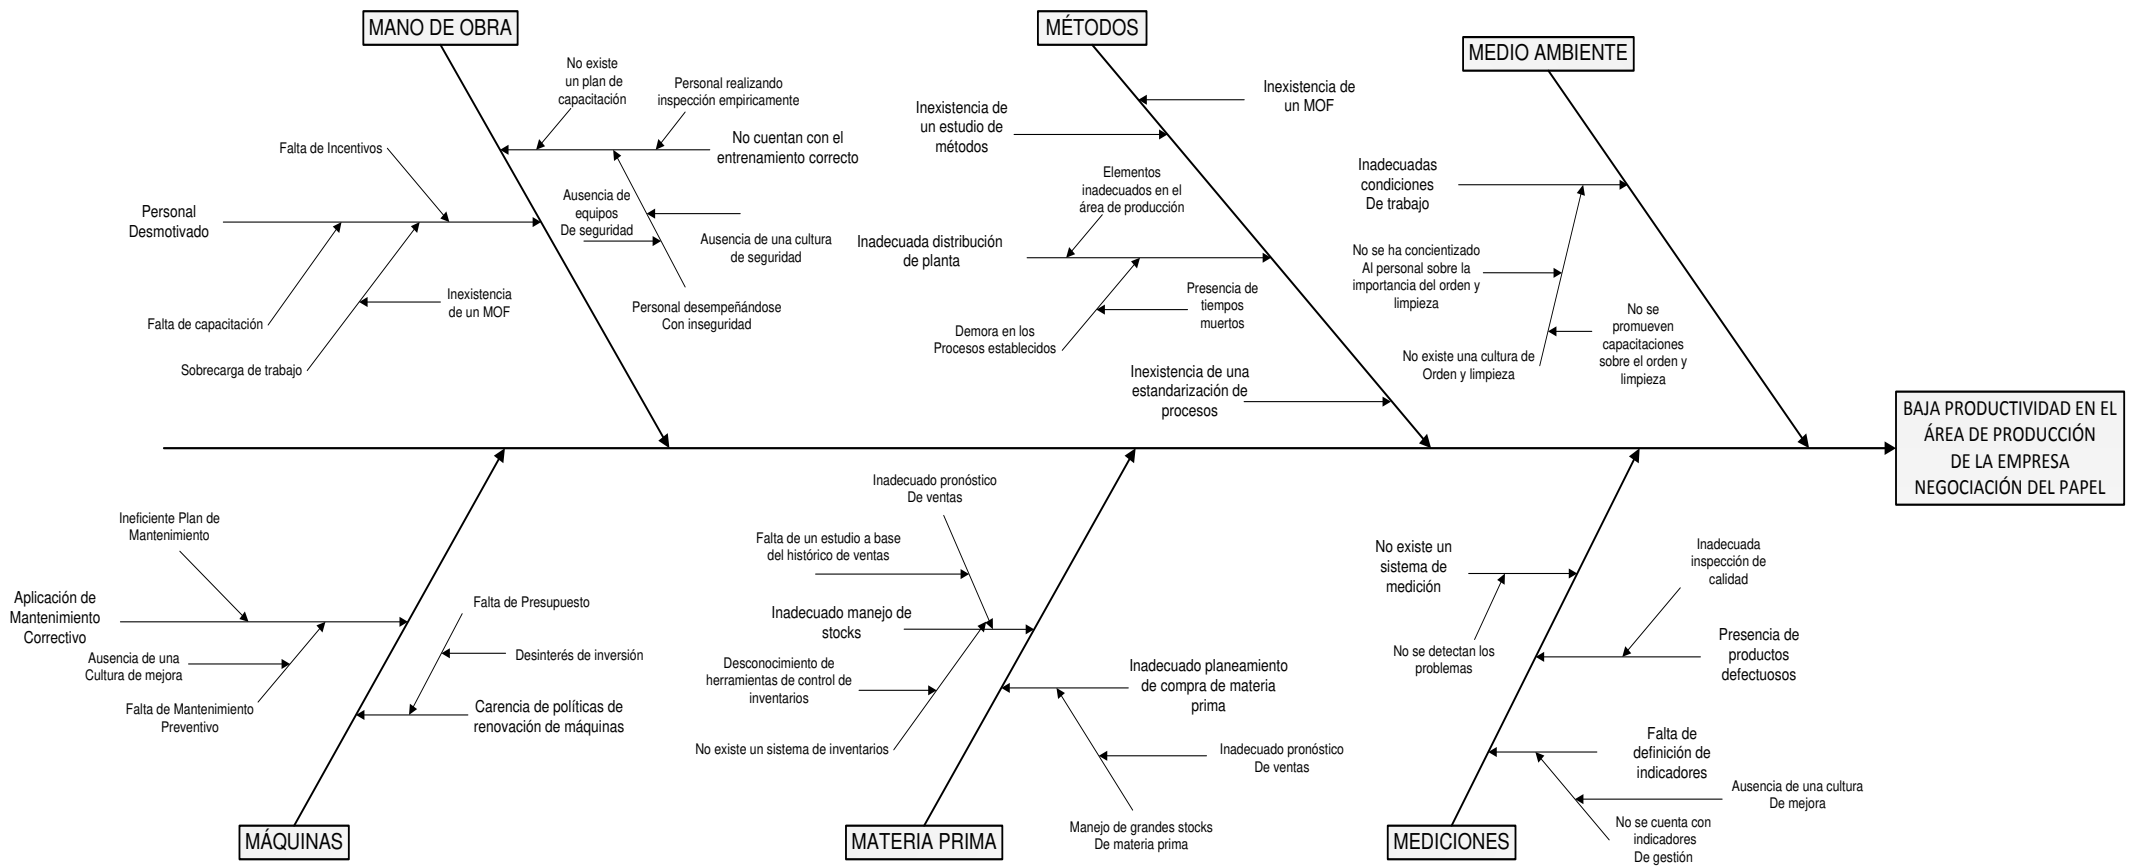 MANO DE OBRA
MÉTODOS
MEDIO AMBIENTE
No existe
un plan de
capacitación
Personal realizando
inspección empiricamente
No cuentan con el
entrenamiento correcto
Falta de Incentivos
Personal
Desmotivado
Ausencia de
equipos
De seguridad
Ausencia de una cultura
de seguridad
Personal desempeñándose
Con inseguridad
Inexistencia
de un MOF
Falta de capacitación
Sobrecarga de trabajo
Inexistencia de
un MOF
Inexistencia de
un estudio de
métodos
Elementos
inadecuados en el
área de producción
Inadecuada distribución
de planta
Presencia de
tiempos
muertos
Demora en los
Procesos establecidos
Inexistencia de una
estandarización de
procesos
Inadecuadas
condiciones
De trabajo
No se ha concientizado
Al personal sobre la
importancia del orden y
limpieza
No se
promueven
capacitaciones
sobre el orden y
limpieza
No existe una cultura de
Orden y limpieza
BAJA PRODUCTIVIDAD EN EL
ÁREA DE PRODUCCIÓN
DE LA EMPRESA
NEGOCIACIÓN DEL PAPEL
Ineficiente Plan de
Mantenimiento
Aplicación de
Mantenimiento
Correctivo
Ausencia de una
Cultura de mejora
Falta de Mantenimiento
Preventivo
Falta de Presupuesto
Desinterés de inversión
Carencia de políticas de
renovación de máquinas
Inadecuado pronóstico
De ventas
Falta de un estudio a base
del histórico de ventas
Inadecuado manejo de
stocks
Desconocimiento de
herramientas de control de
inventarios
No existe un sistema de inventarios
Inadecuado planeamiento
de compra de materia
prima
Inadecuado pronóstico
De ventas
Manejo de grandes stocks
De materia prima
No existe un
sistema de
medición
No se detectan los
problemas
Inadecuada
inspección de
calidad
Presencia de
productos
defectuosos
Falta de
definición de
indicadores
Ausencia de una cultura
De mejora
No se cuenta con
indicadores
De gestión
MÁQUINAS
MATERIA PRIMA
MEDICIONES